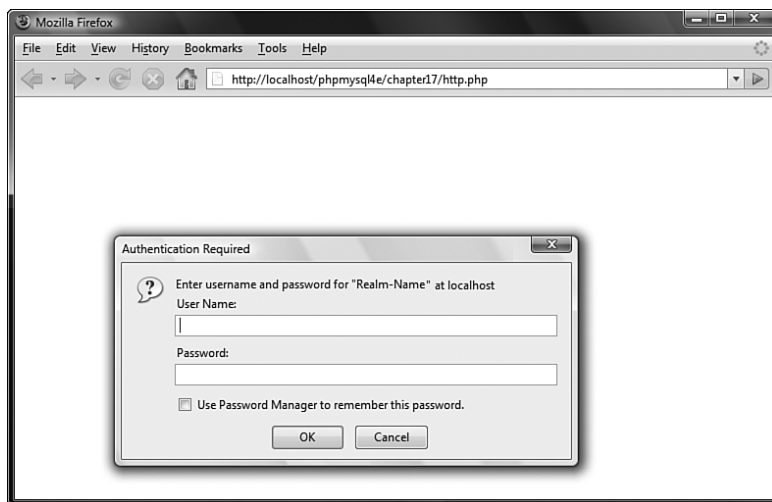 Mozilla Firefox
File Edit View History Bookmarks Tools Help
http://localhost/phpmysql4e/chapter17/http.php
Authentication Required
Enter username and password for "Realm-Name" at localhost
User Name:
Password:
Use Password Manager to remember this password.
OK Cancel